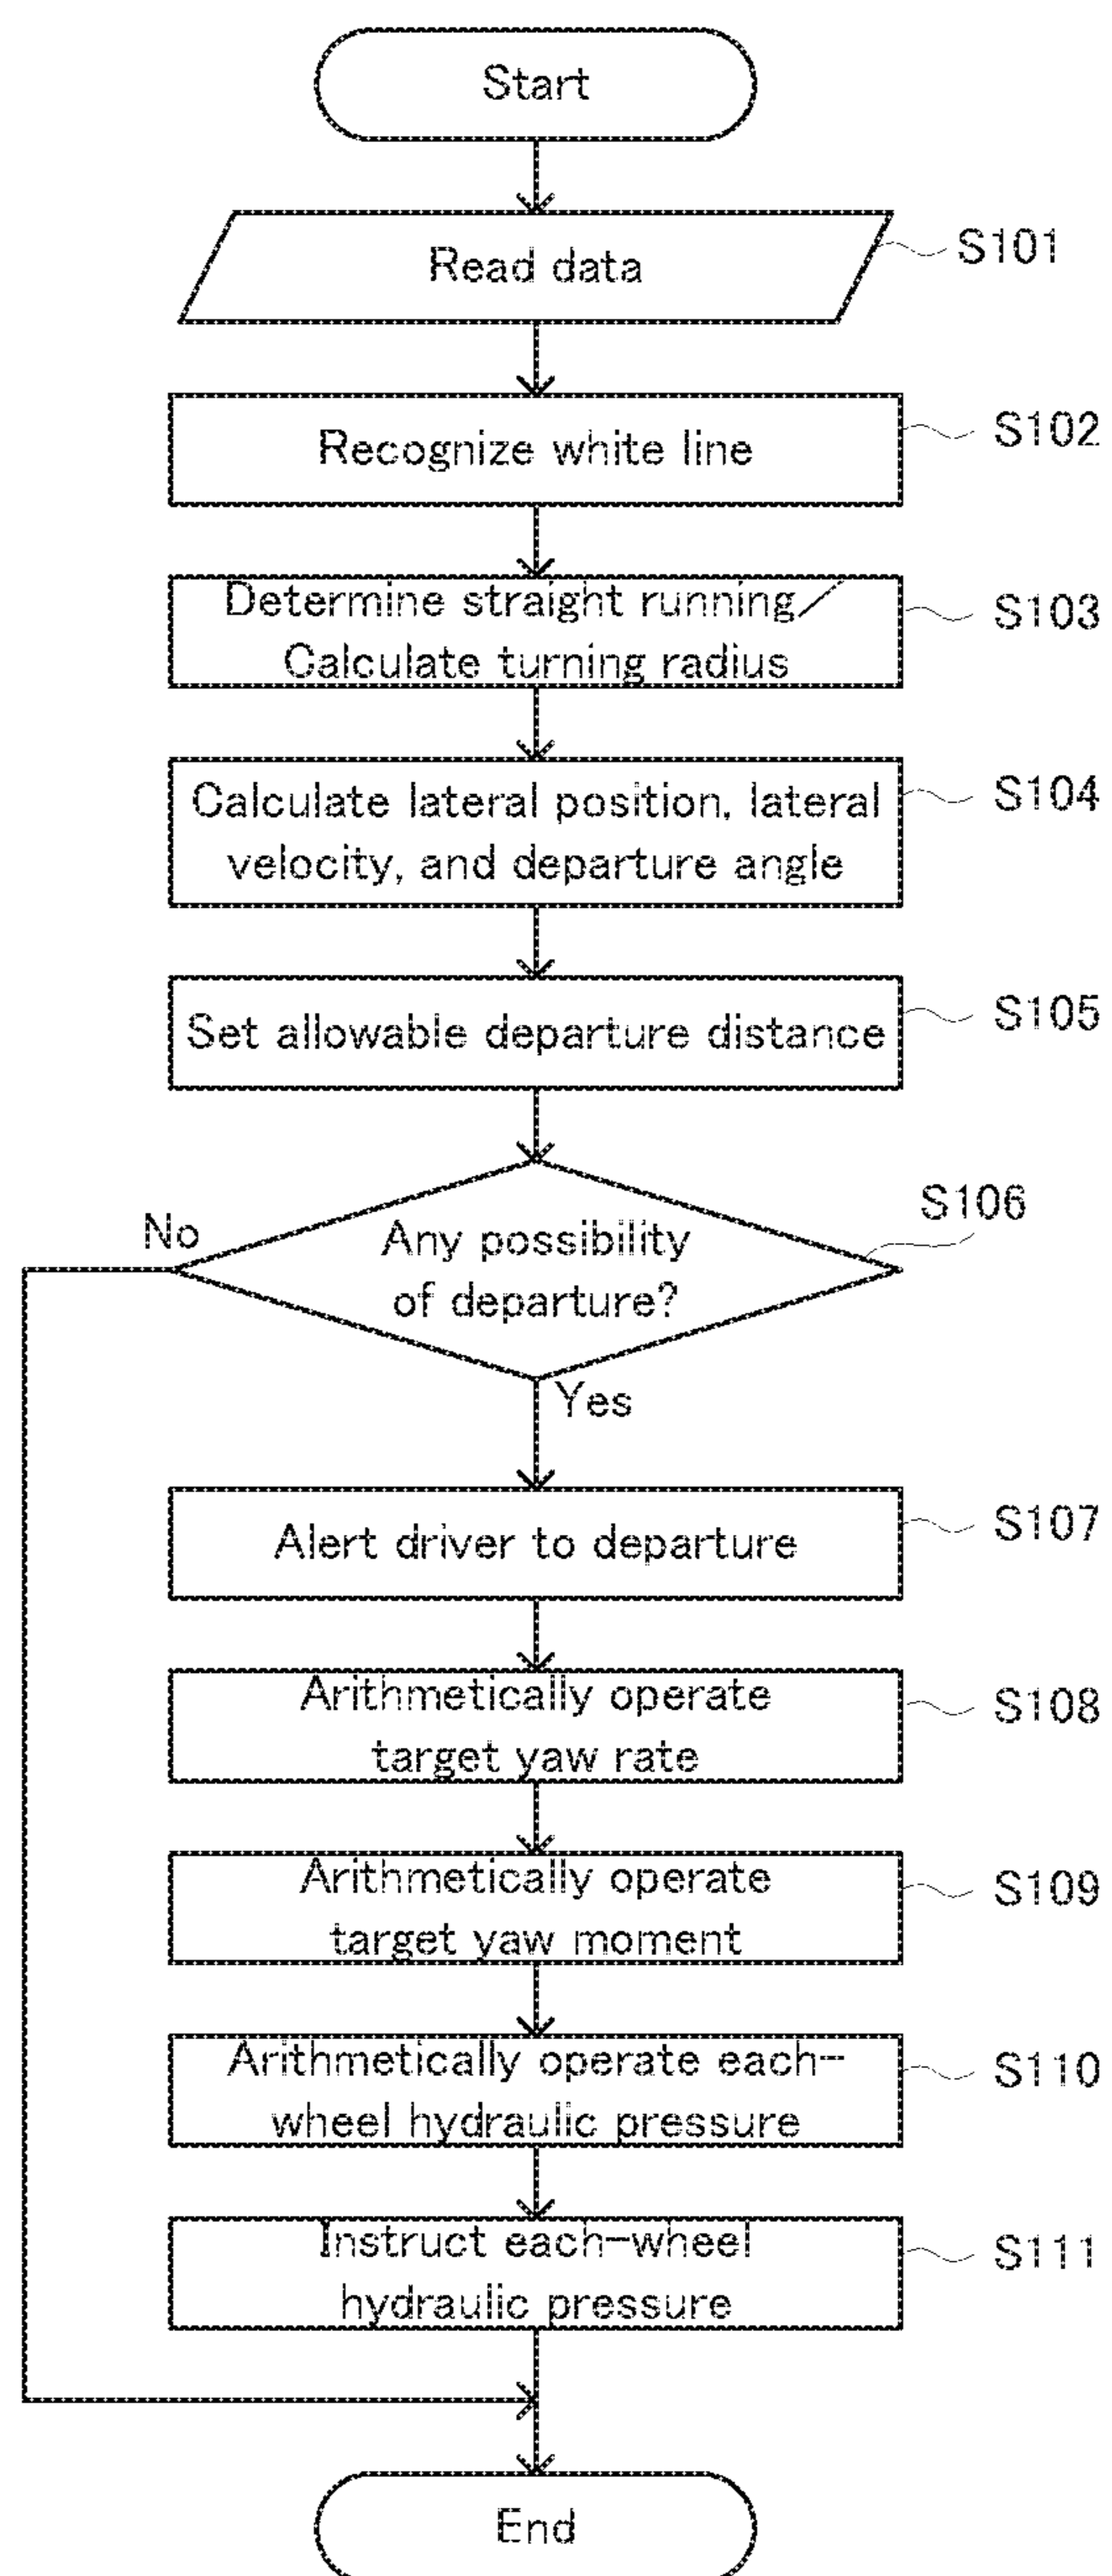 Start
Read data
S101
Recognize white line
S102
Determine straight running/
Calculate turning radius
S103
Calculate lateral position, lateral
velocity, and departure angle
S104
Set allowable departure distance
S105
Any possibility
of departure?
S106
No
Yes
Alert driver to departure
S107
Arithmetically operate
target yaw rate
S108
Arithmetically operate
target yaw moment
S109
Arithmetically operate each-
wheel hydraulic pressure
S110
Instruct each-wheel
hydraulic pressure
S111
End